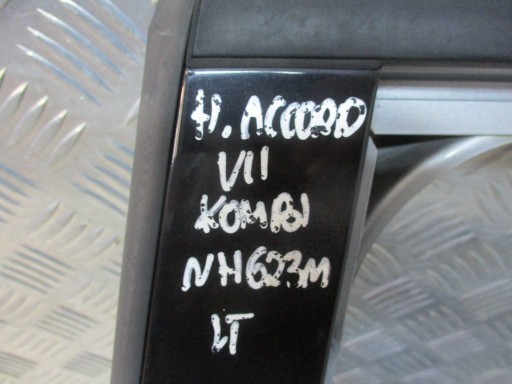 H. ACCORD
VII
KOMBI
NH623M
LT